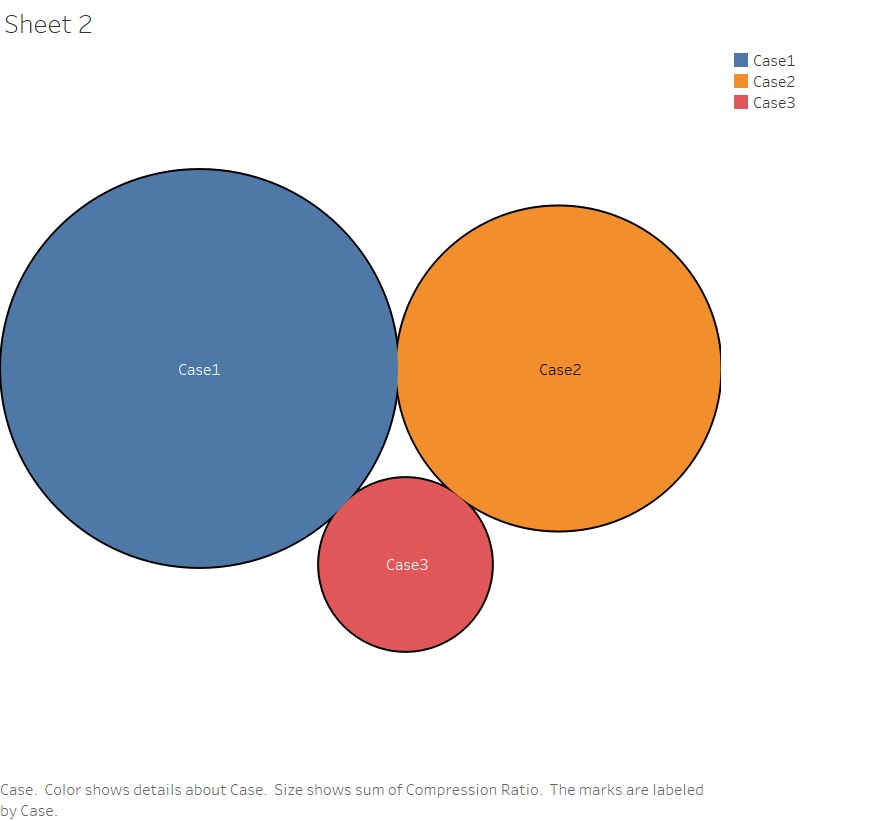 Sheet 2
Case1
Case2
Case3
Case1
Case2
Case3
Case.  Color shows details about Case.  Size shows sum of Compression Ratio.  The marks are labeled
by Case.